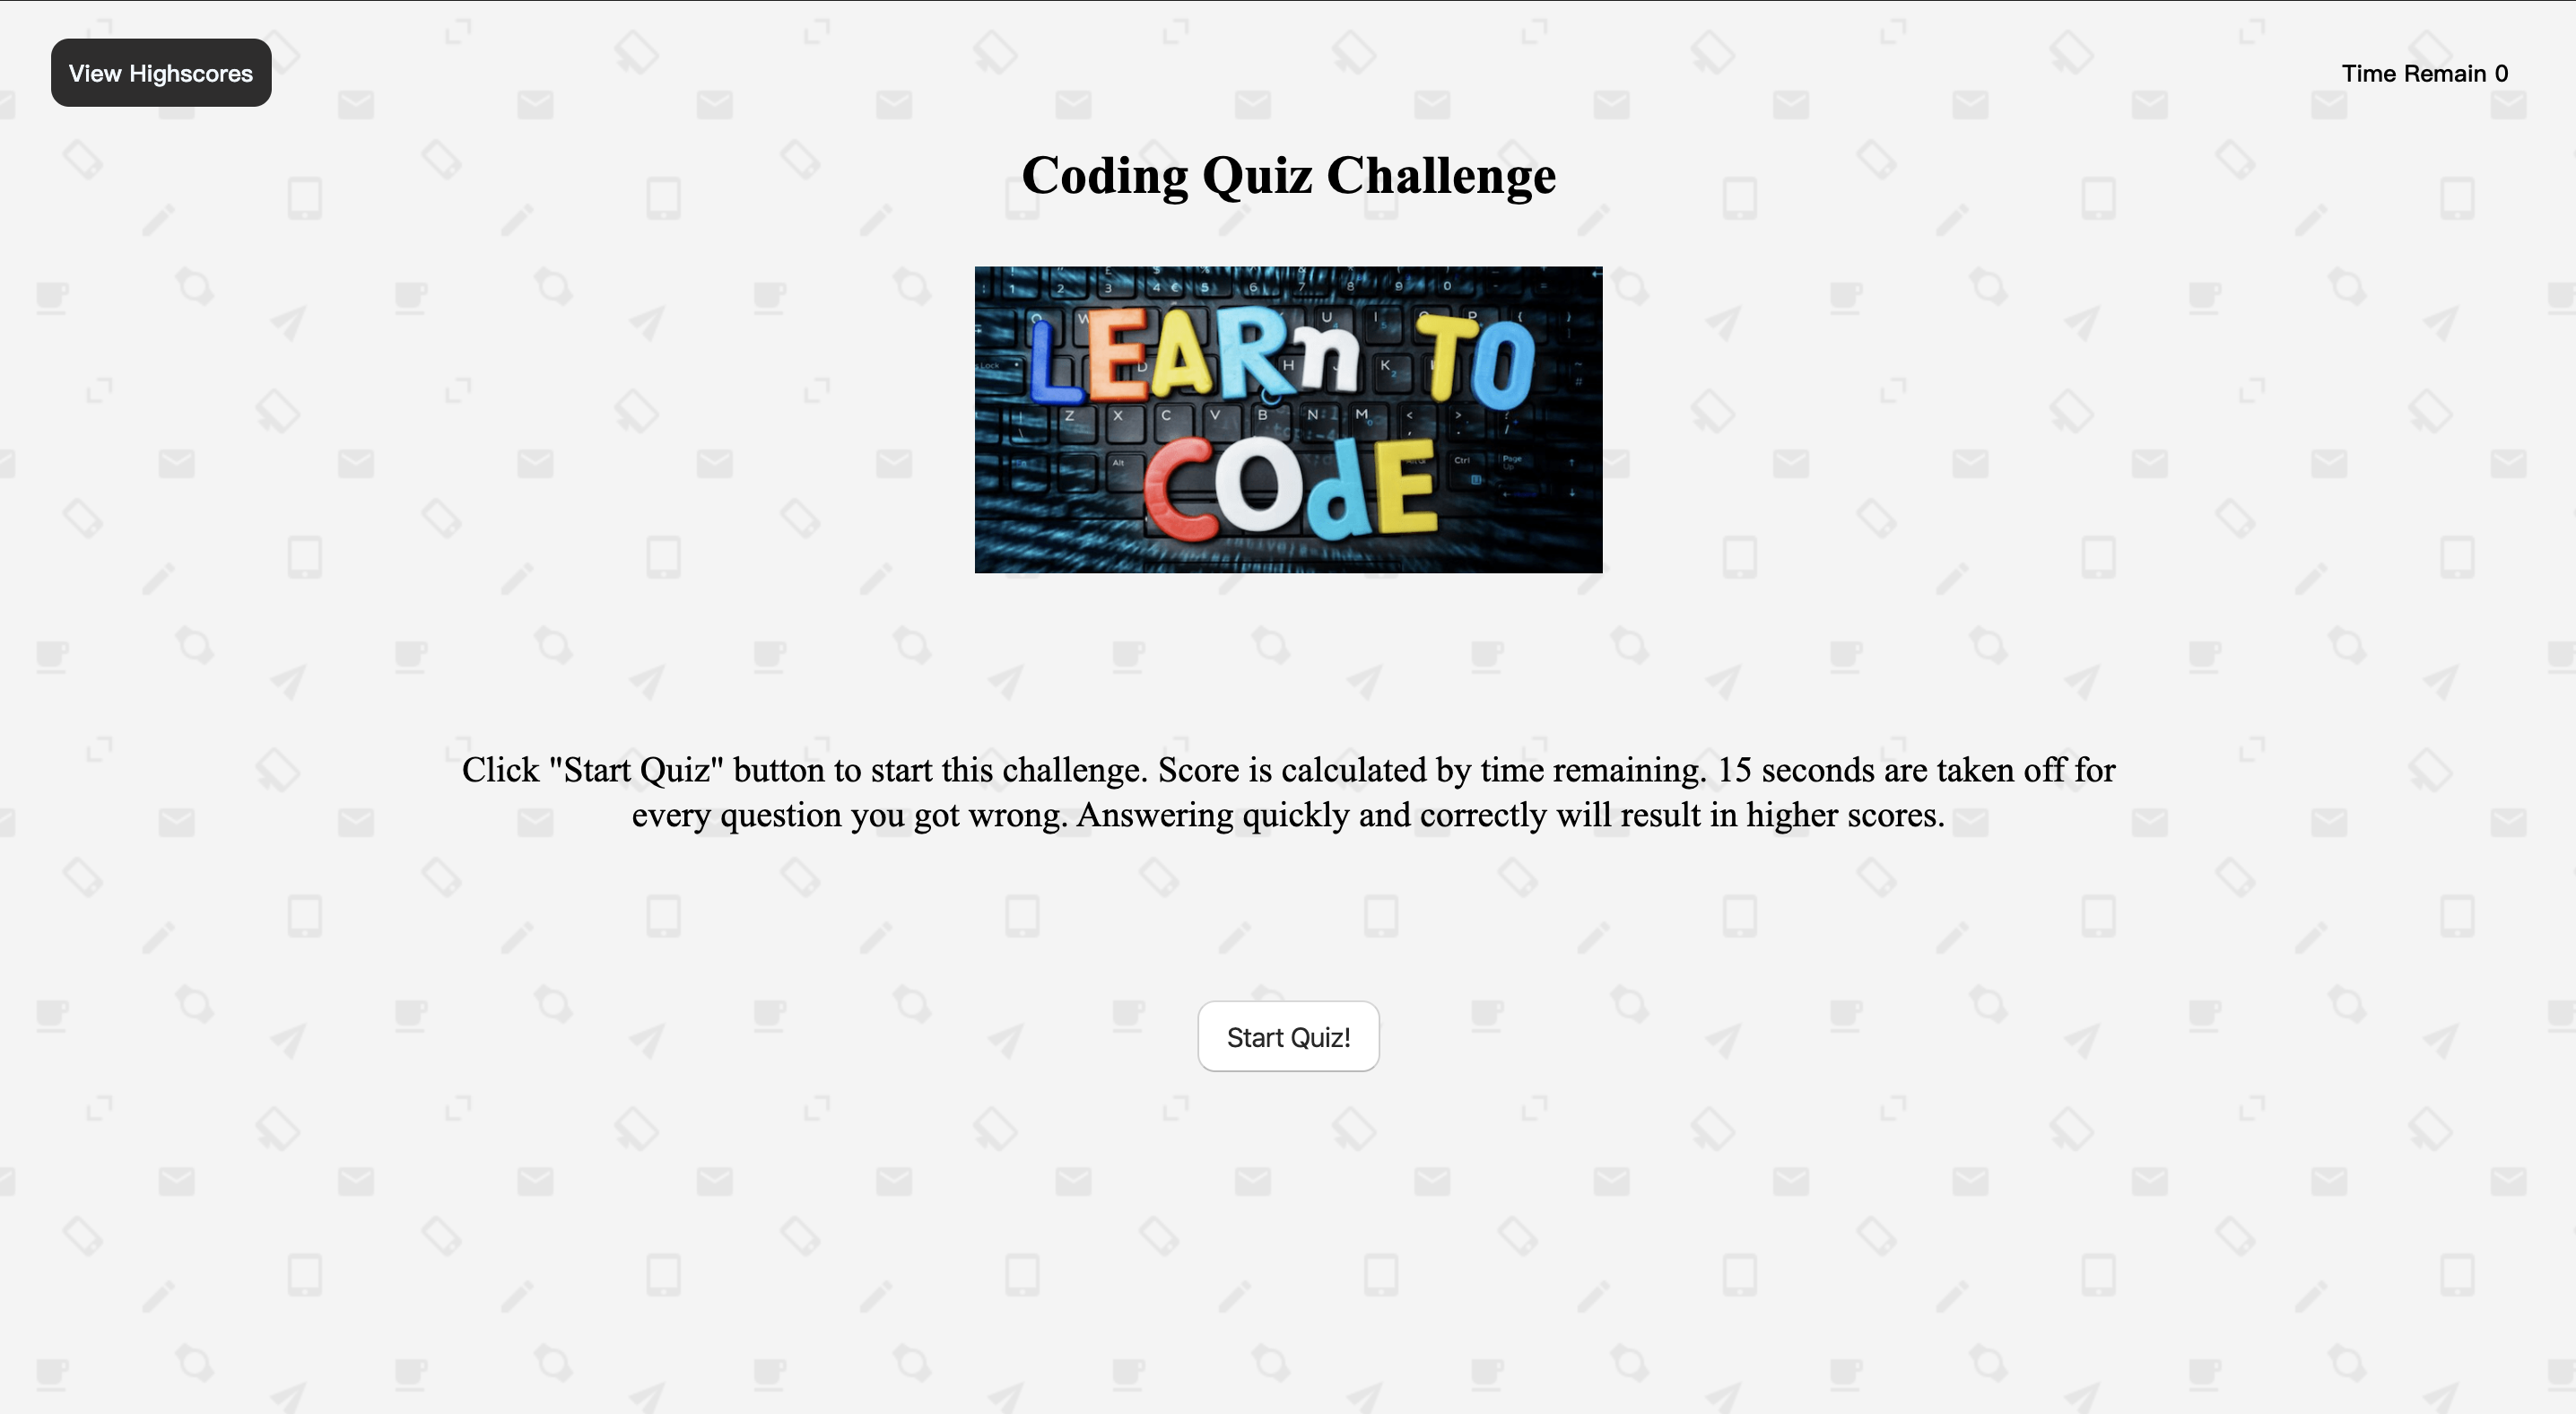 View Highscores
Time Remain 0
Coding Quiz Challenge
LEARn TO
COdE
Click "Start Quiz" button to start this challenge. Score is calculated by time remaining. 15 seconds are taken off for
every question you got wrong. Answering quickly and correctly will result in higher scores.
Start Quiz!